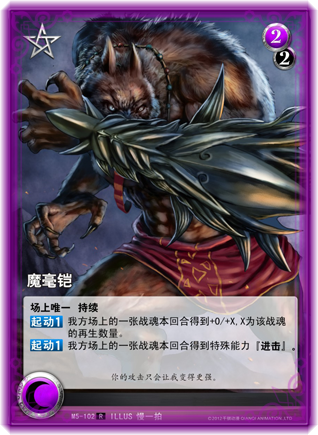 2
2
魔毫铠
场上唯一 持续
起动1 我方场上的一张战魂本回合得到+0/+X,X为该战魂
的再生数量。
起动1 我方场上的一张战魂本回合得到特殊能力『进击』。
你的攻击只会让我变得更强。
M5-102 R ILLUS 慢一拍